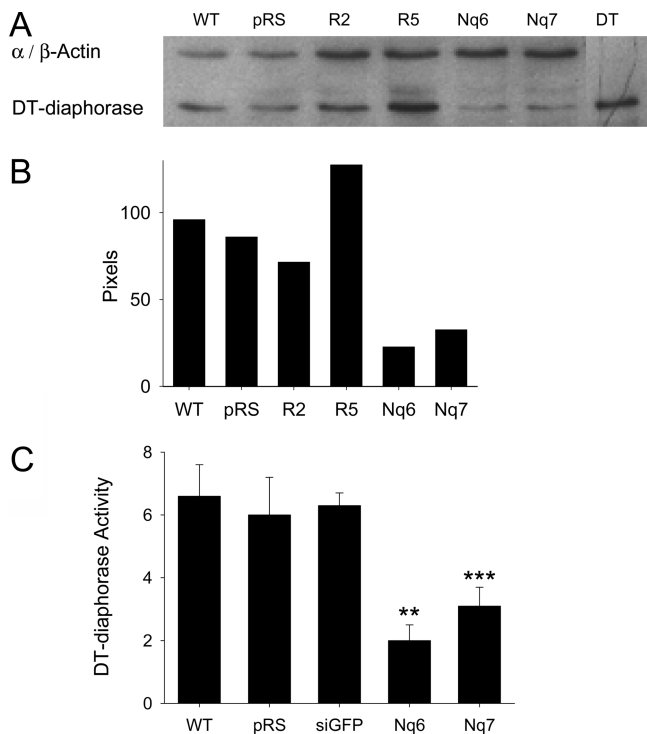 A
WT pRS R2 R5 Nq6 Nq7 DT
α / β-Actin
DT-diaphorase
B
100
50
0
Pixels
WT pRS R2 R5 Nq6 Nq7
C
8
6
4
2
0
DT-diaphorase Activity
**
***
WT pRS siGFP Nq6 Nq7